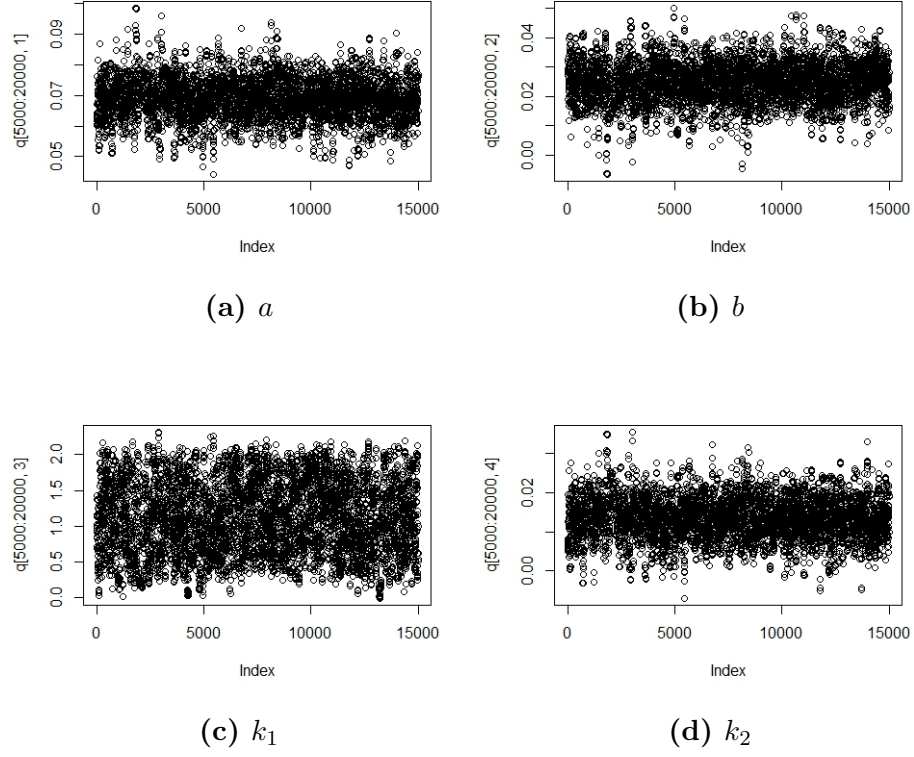 q[5000:20000, 1]
0.05 0.07 0.09
0 5000 10000 15000
Index
(a) a
q[5000:20000, 2]
0.00 0.02 0.04
0 5000 10000 15000
Index
(b) b
q[5000:20000, 3]
0.0 0.5 1.0 1.5 2.0
0 5000 10000 15000
Index
(c) k₁
q[5000:20000, 4]
0.00 0.02
0 5000 10000 15000
Index
(d) k₂